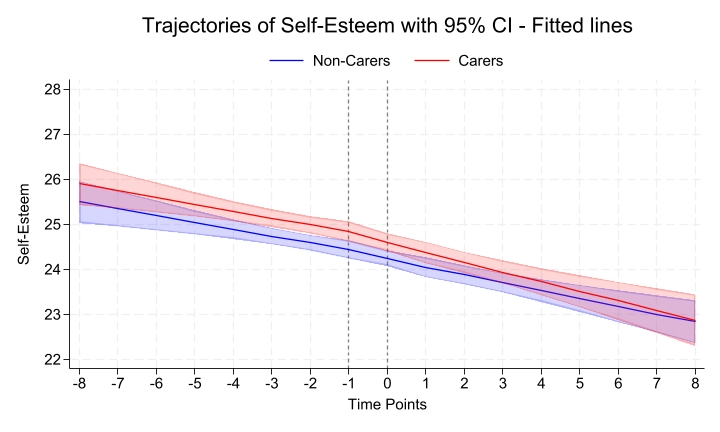 Trajectories of Self-Esteem with 95% CI - Fitted lines
Non-Carers Carers
28
27
26
25
24
23
22
Self-Esteem
-8 -7 -6 -5 -4 -3 -2 -1 0 1 2 3 4 5 6 7 8
Time Points